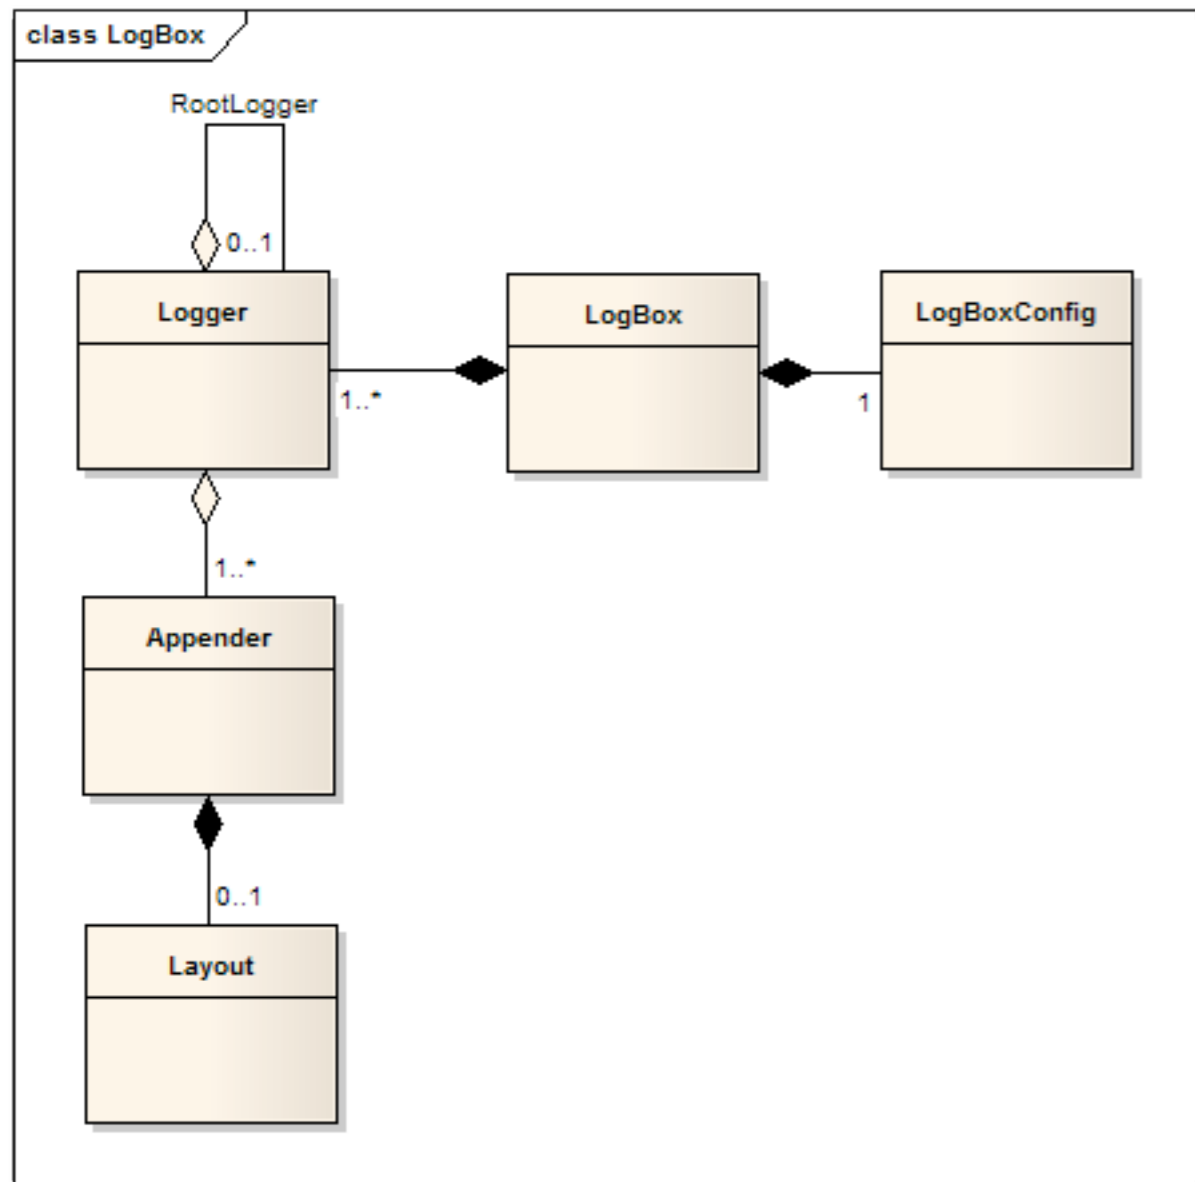 class LogBox
RootLogger
0..1
Logger
LogBox
LogBoxConfig
1..*
1
1..*
Appender
0..1
Layout